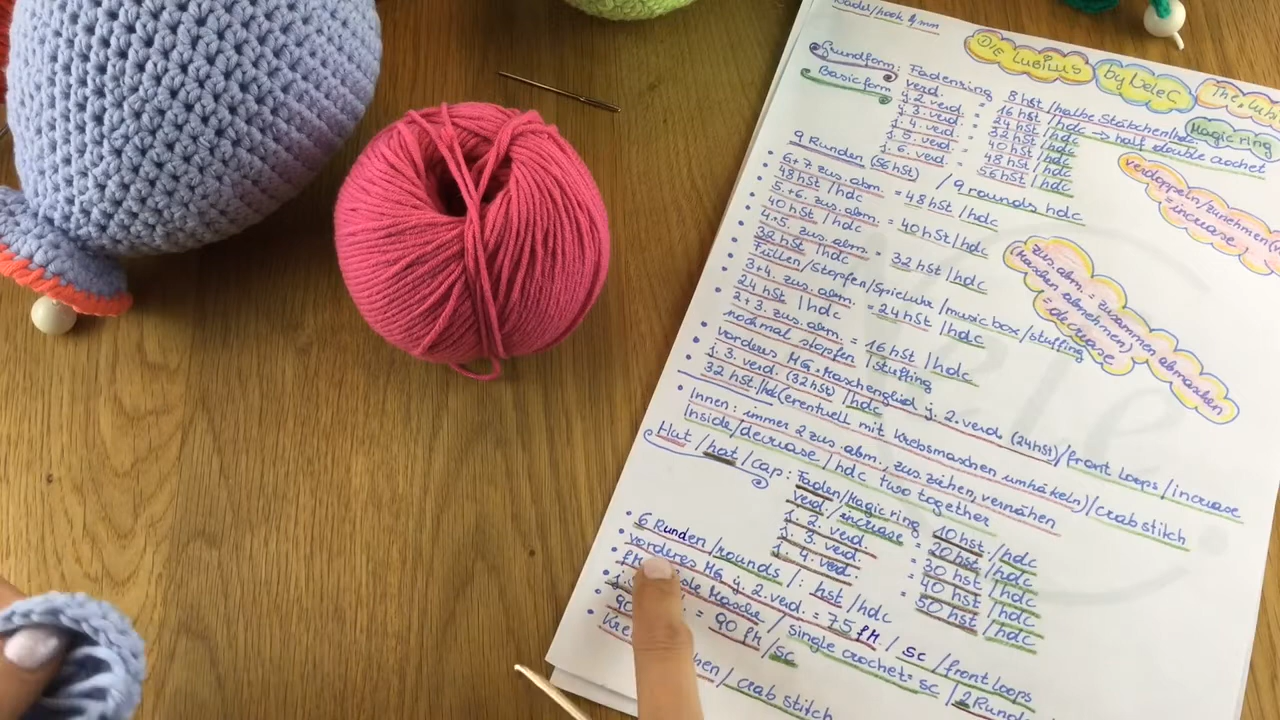 Nadel/hook 4 mm
DIE LUBILUS by LeleC The Lubi
Grundform: Fadenring 8 hst /halbe Stäbchen/hdc
Magic ring
Basicform verd. = 16 hst /hdc → half double crochet
j. 2. verd. = 24 hst /hdc
j. 3. verd. = 32 hst /hdc
j. 4. verd. = 40 hst /hdc
j. 5. verd. = 48 hst /hdc
j. 6. verd. = 56 hst /hdc
verdoppeln/zunehmen
= increase
9 Runden (56 hst) / 9 rounds hdc
6+7. zus. abm. = 48 hst /hdc
48 hst /hdc
5.+6. zus. abm. = 40 hst /hdc
40 hst /hdc
4+5. zus. abm. = 32 hst /hdc
32 hst /hdc
zus. abm. = zusammen abmaschen
Maschen abnehmen)
= decrease
Füllen/Stopfen/Spieluhr /music box/stuffing
3+4. zus. abm. = 24 hst /hdc
24 hst /hdc
2+3. zus. abm. = 16 hst /hdc
nochmal stopfen /stuffing
vorderes MG = Maschenglied j. 2. verd. (24 hst)/front loops /increase
j. 3. verd. (32 hst) /hdc
32 hst./hdc (eventuell mit Krebsmaschen umhäkeln)/crab stitch
Innen: immer 2 zus. abm., zus. ziehen, vernähen
Inside/decrease /hdc two together
Hut /hat /cap: Faden/Magic ring 10 hst. /hdc
verd./increase = 20 hst /hdc
j. 2. verd. = 30 hst /hdc
j. 3. verd. = 40 hst /hdc
j. 4. verd. = 50 hst /hdc
6 Runden /rounds /: hst /hdc
vorderes MG j. 2. verd. = 75 fM. / sc /front loops
fM Masche /single crochet = sc / 2 Rund
90 = 90 fM /sc
Kre chen / crab stitch